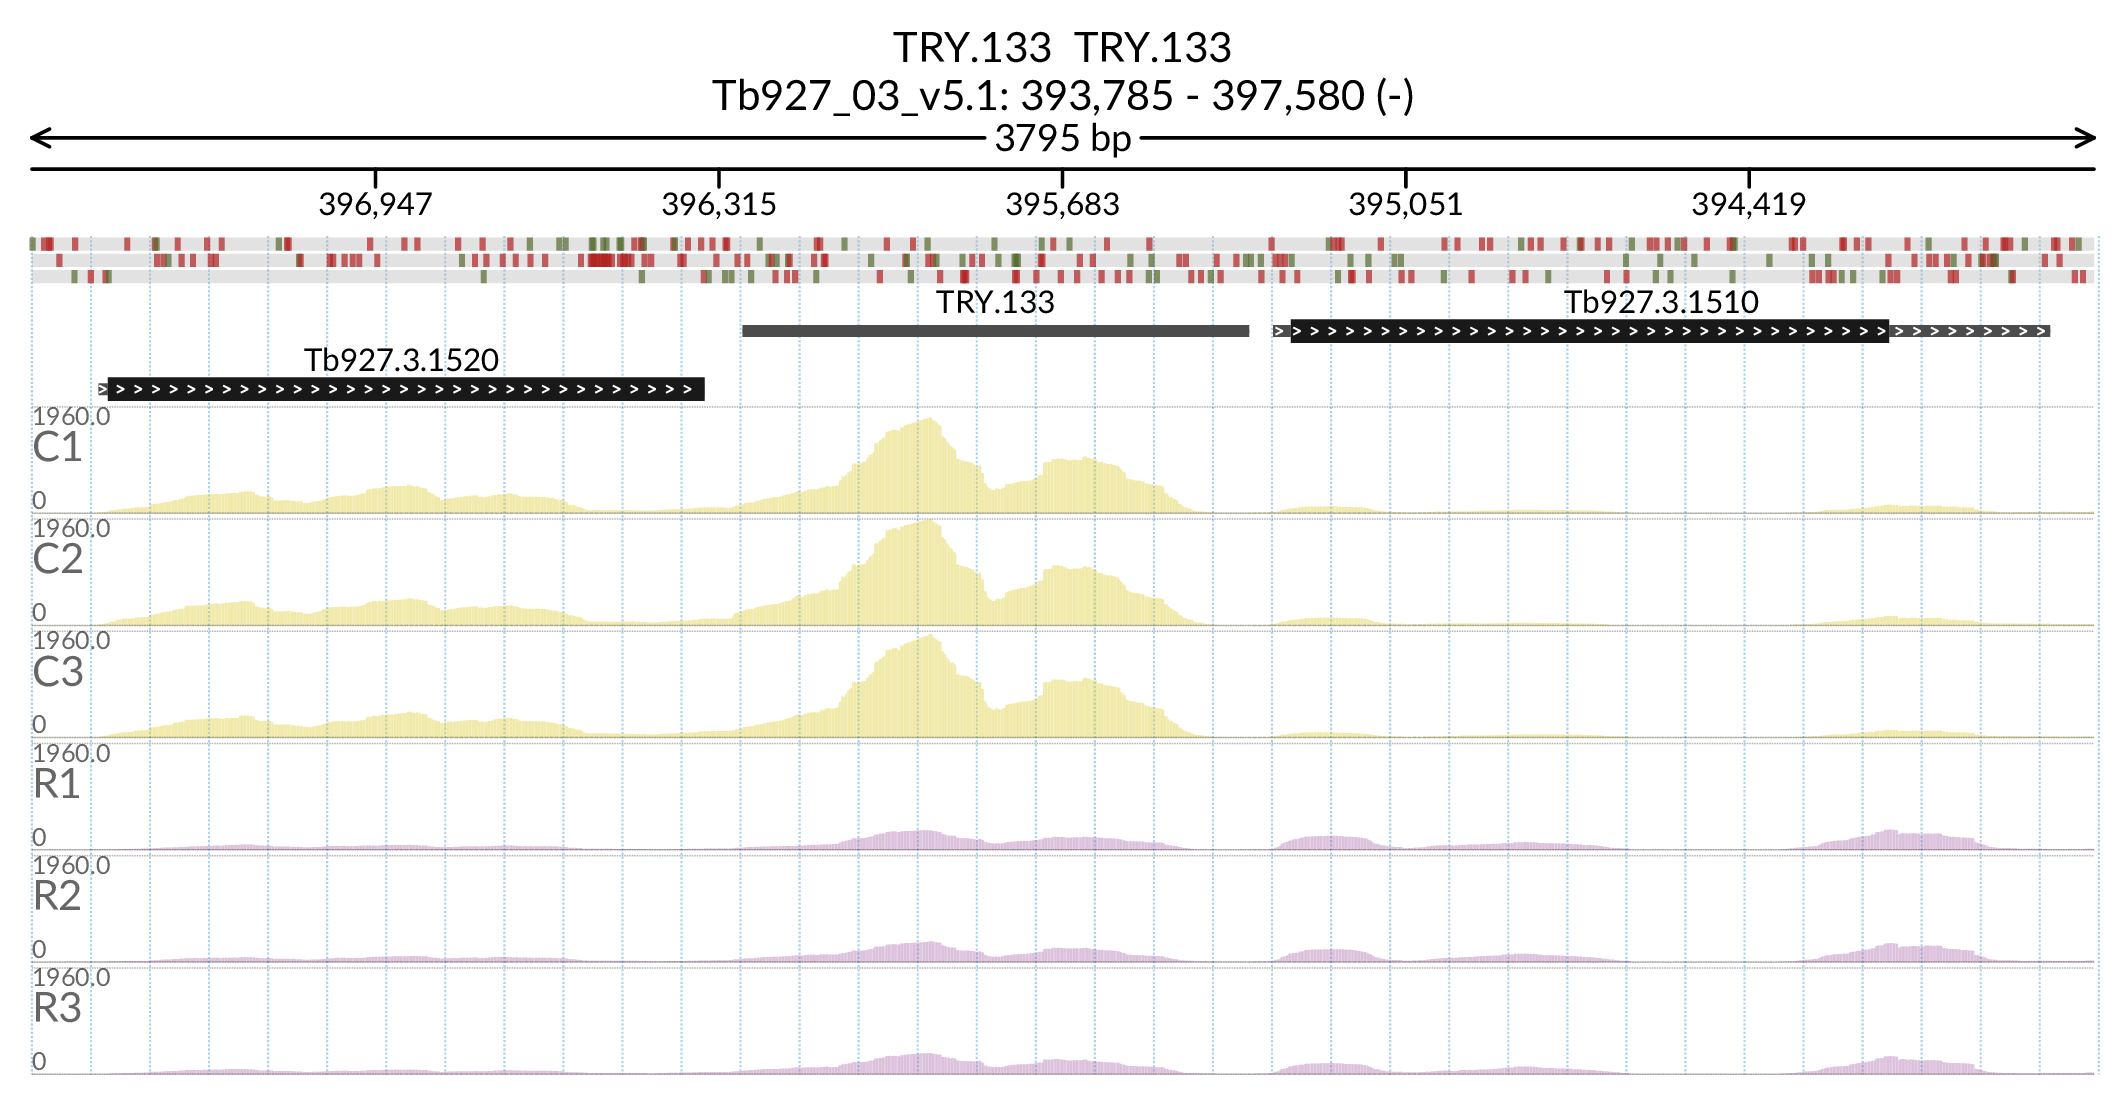 TRY.133  TRY.133
Tb927_03_v5.1: 393,785 - 397,580 (-)
3795 bp
396,947 396,315 395,683 395,051 394,419
TRY.133 Tb927.3.1510
Tb927.3.1520
1960.0
C1
0
1960.0
C2
0
1960.0
C3
0
1960.0
R1
0
1960.0
R2
0
1960.0
R3
0